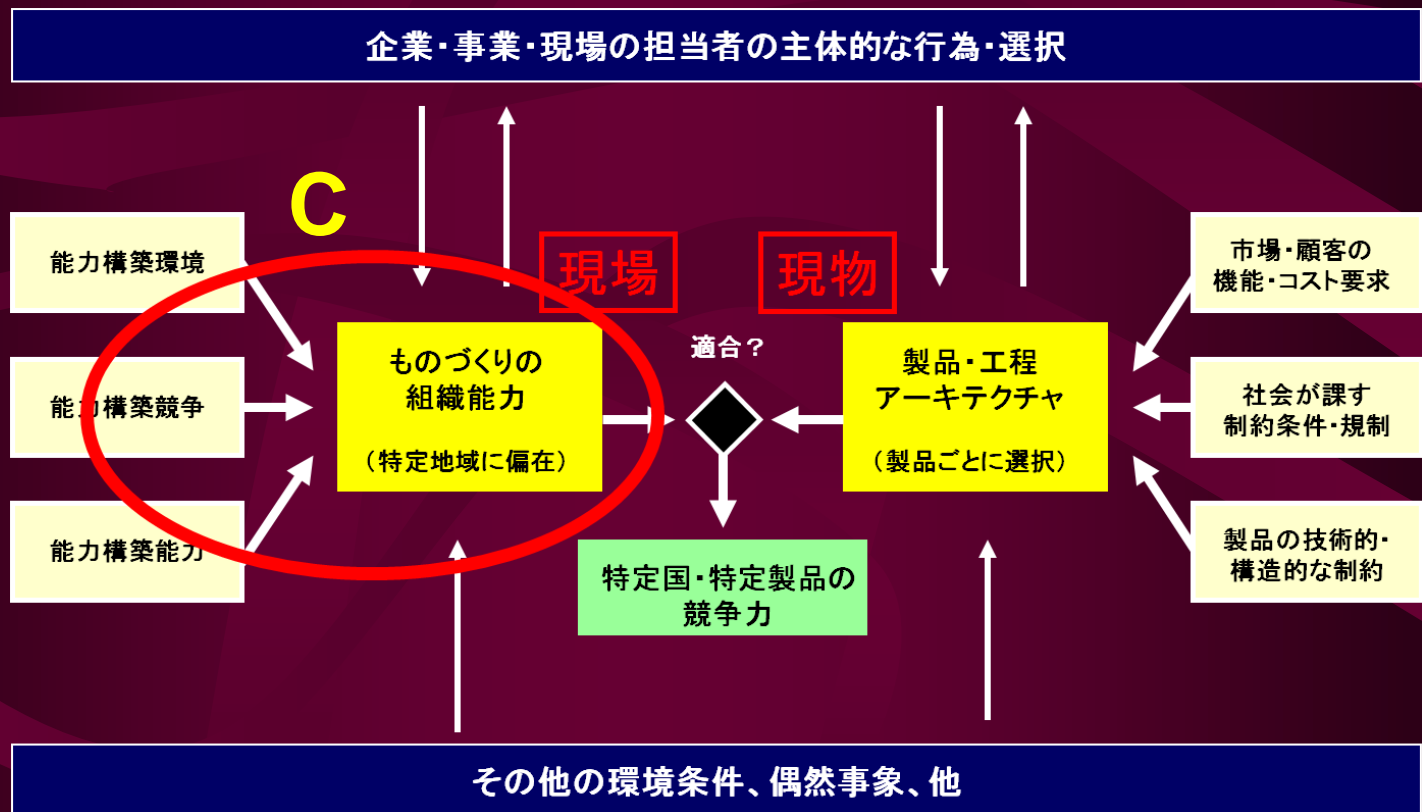 企業・事業・現場の担当者の主体的な行為・選択
C
能力構築環境
現場
現物
市場・顧客の
機能・コスト要求
適合？
ものづくりの
組織能力
（特定地域に偏在）
製品・工程
アーキテクチャ
（製品ごとに選択）
能力構築競争
社会が課す
制約条件・規制
能力構築能力
特定国・特定製品の
競争力
製品の技術的・
構造的な制約
その他の環境条件、偶然事象、他